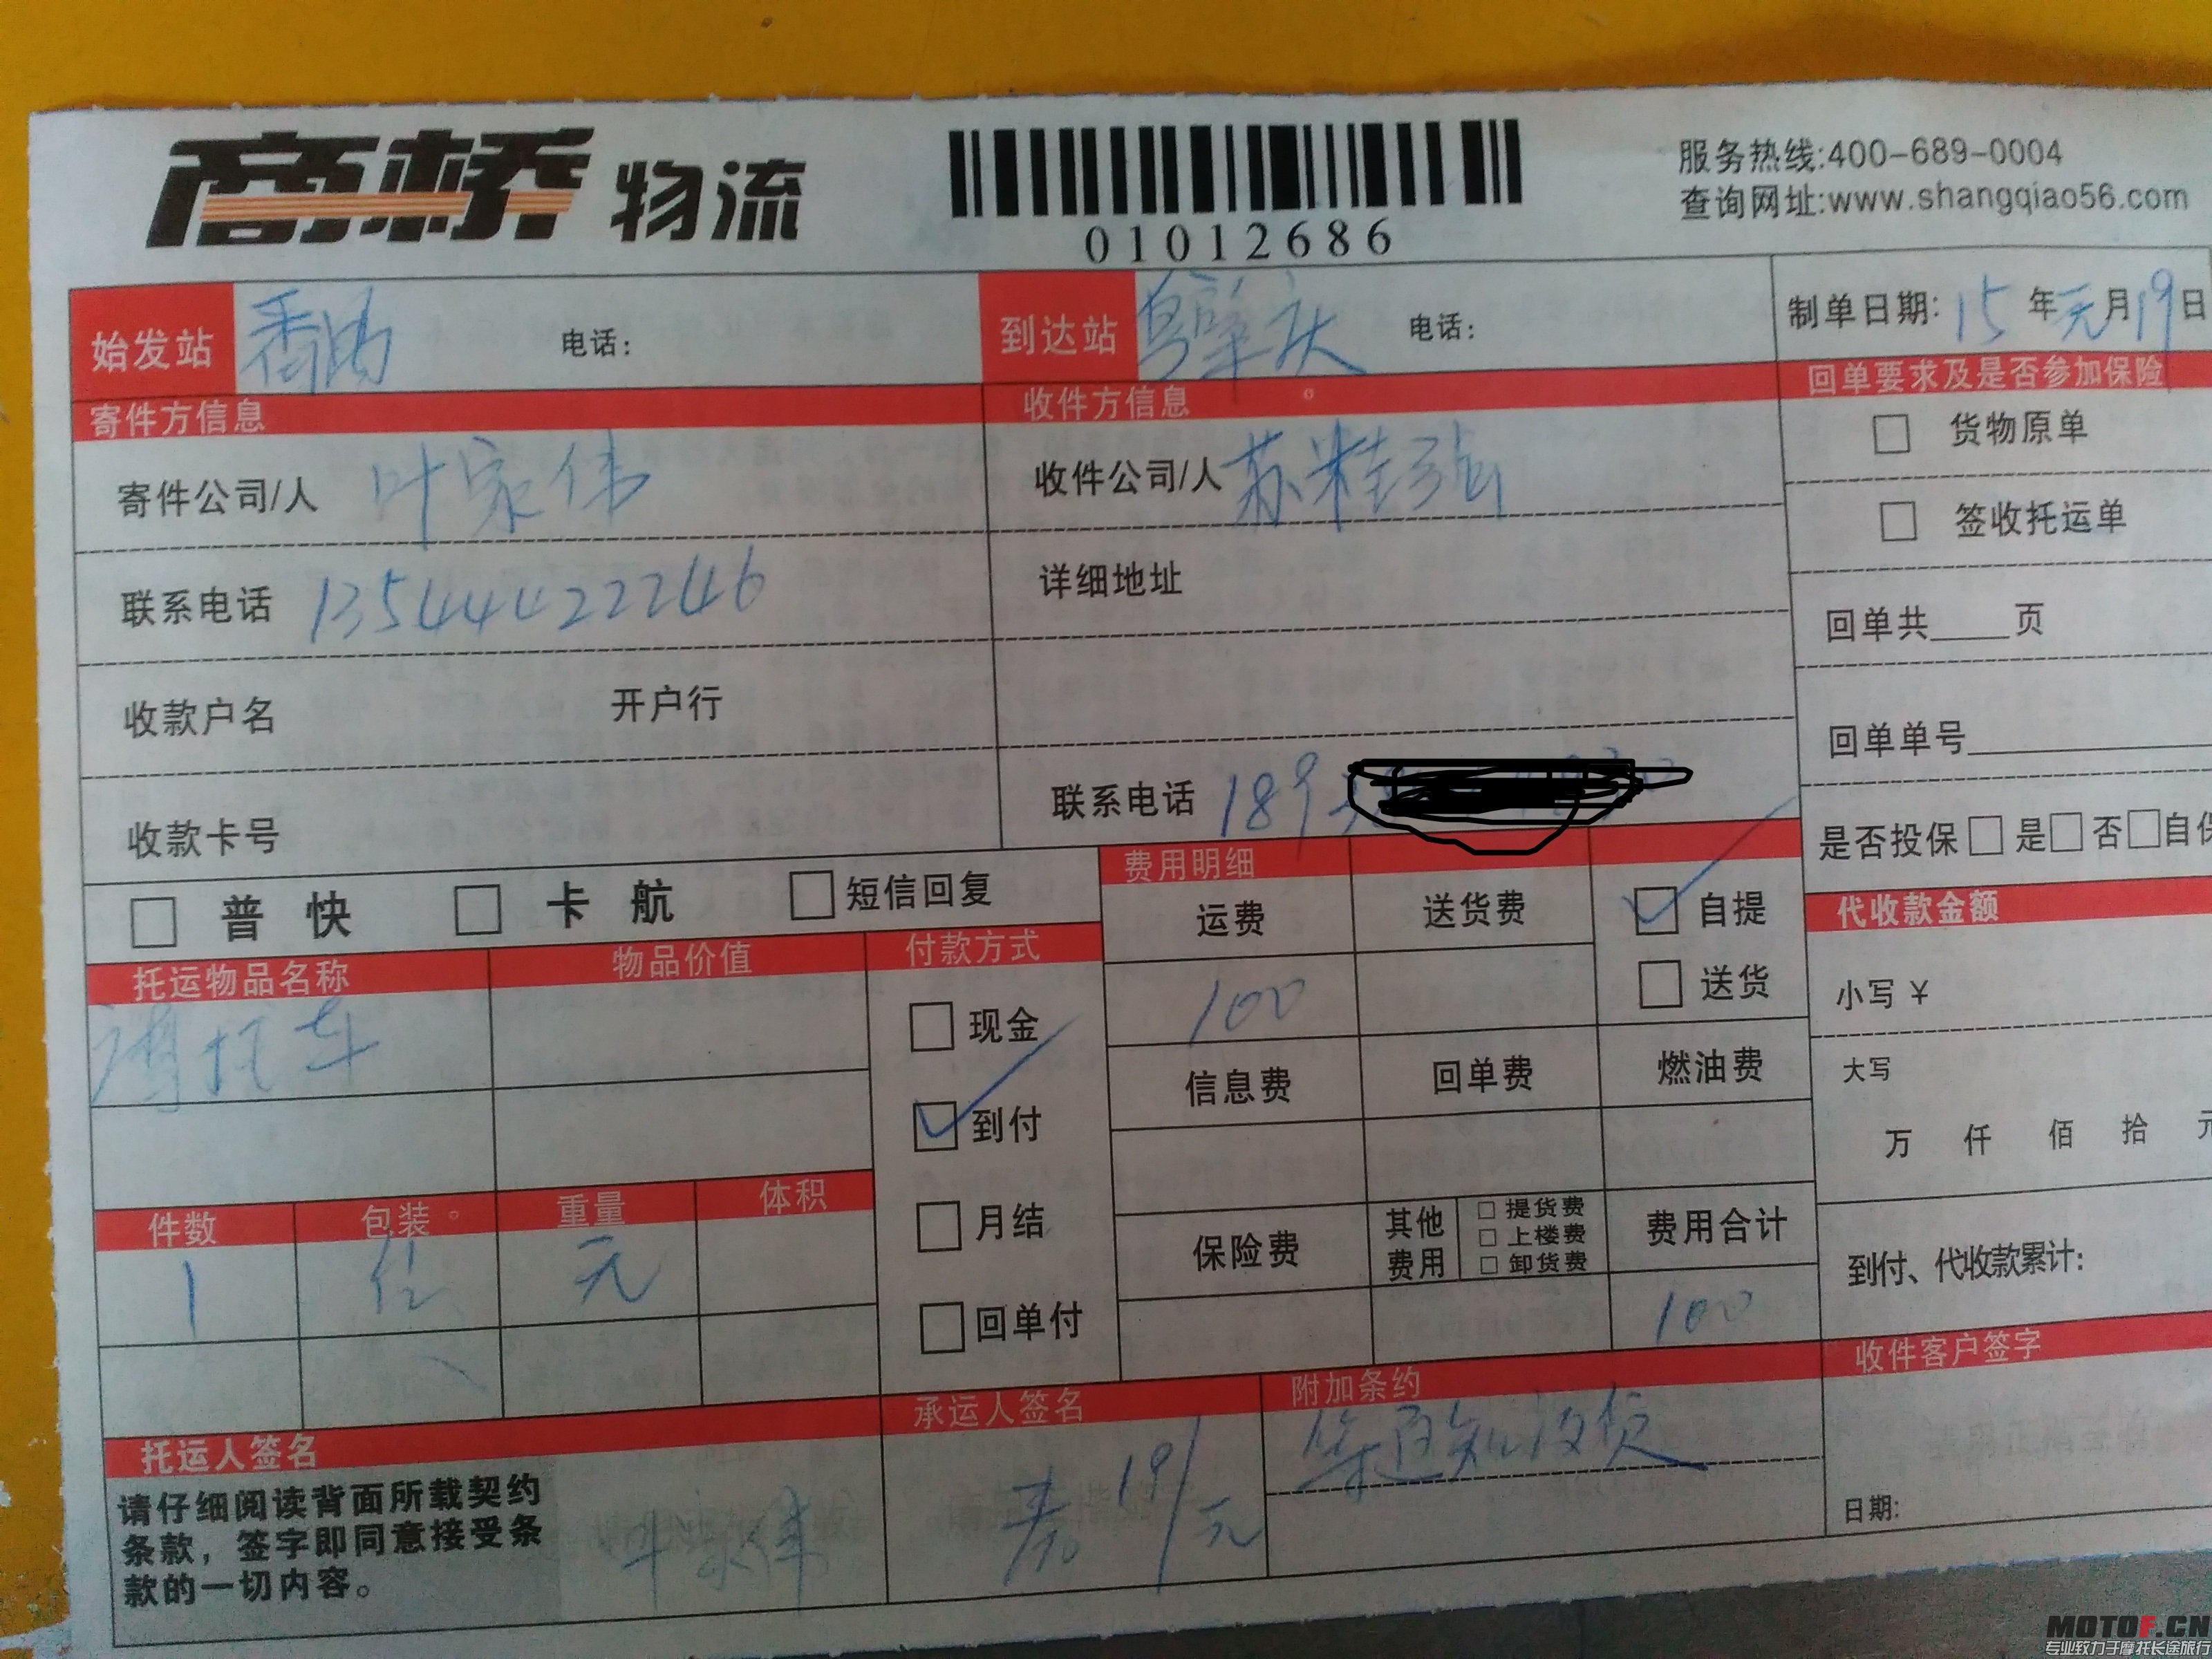 商桥物流
01012686
服务热线:400-689-0004
查询网址:www.shangqiao56.com
始发站 香 电话: 到达站 肇庆 电话: 制单日期: 15 年 元 月 19 日
寄件方信息 收件方信息 回单要求及是否参加保险
寄件公司/人 叶家伟 收件公司/人 苏 货物原单
签收托运单
联系电话 13544422246 详细地址
回单共____页
收款户名 开户行
回单单号
收款卡号 联系电话 189
是否投保 是 否 自保
普快 卡航 短信回复
费用明细
运费 送货费 自提
送货
代收款金额
小写 ¥
大写
万 仟 佰 拾 元
托运物品名称 物品价值 付款方式
摩托车
现金
到付
月结
回单付
100
信息费 回单费 燃油费
保险费 其他费用 提货费
上楼费
卸货费
费用合计
100
到付、代收款累计:
件数 包装 重量 体积
1 元
收件客户签字
日期:
托运人签名 承运人签名 附加条约
请仔细阅读背面所载契约
条款，签字即同意接受条
款的一切内容。
叶家伟
19/元
通知
MOTOF.CN
专业致力于摩托长途旅行